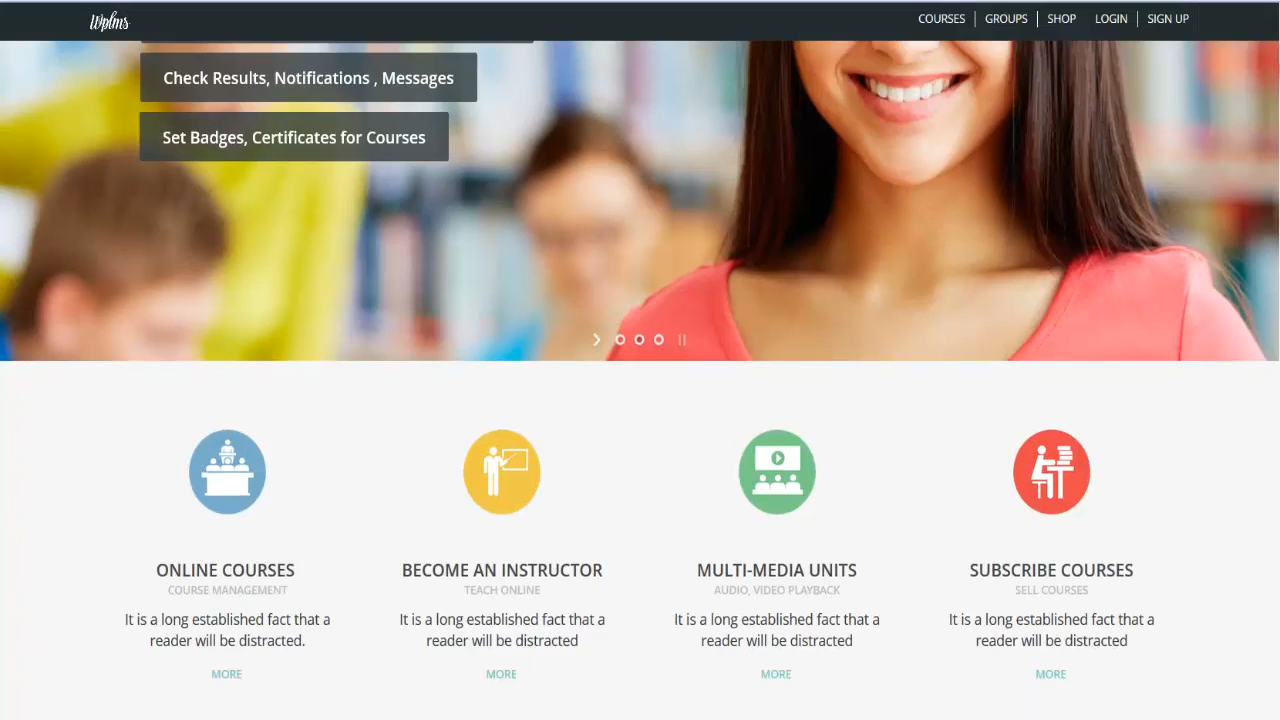 Wplms
COURSES GROUPS SHOP LOGIN SIGN UP
Check Results, Notifications , Messages
Set Badges, Certificates for Courses
ONLINE COURSES
COURSE MANAGEMENT
It is a long established fact that a
reader will be distracted.
MORE
BECOME AN INSTRUCTOR
TEACH ONLINE
It is a long established fact that a
reader will be distracted
MORE
MULTI-MEDIA UNITS
AUDIO, VIDEO PLAYBACK
It is a long established fact that a
reader will be distracted
MORE
SUBSCRIBE COURSES
SELL COURSES
It is a long established fact that a
reader will be distracted
MORE